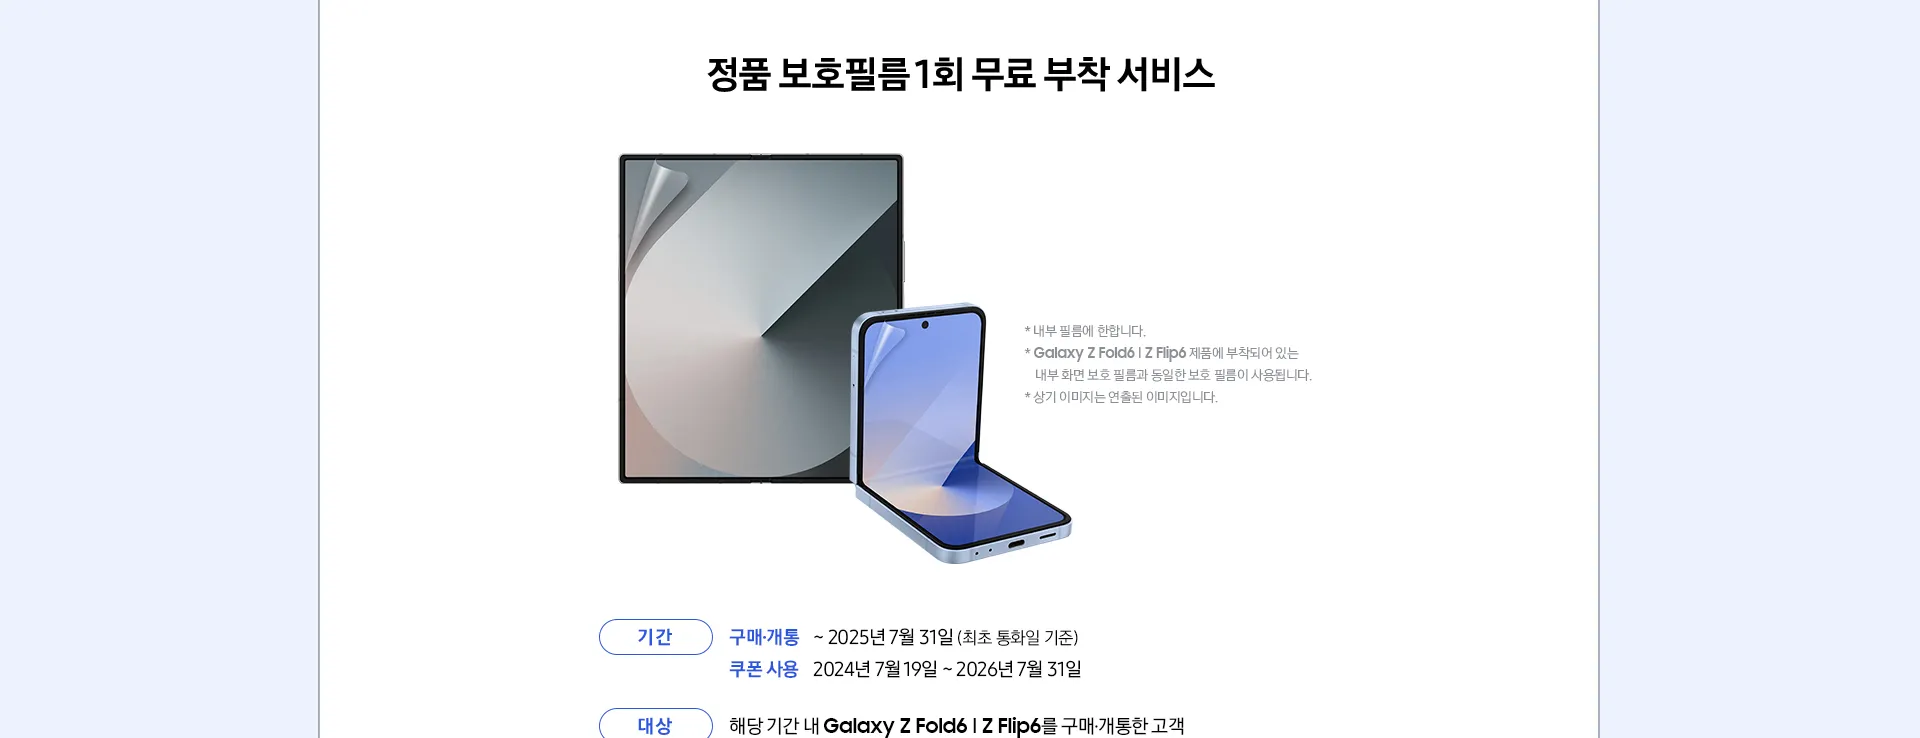 정품 보호필름 1회 무료 부착 서비스
* 내부 필름에 한합니다.
* Galaxy Z Fold6 | Z Flip6 제품에 부착되어 있는
내부 화면 보호 필름과 동일한 보호 필름이 사용됩니다.
* 상기 이미지는 연출된 이미지입니다.
기간 구매·개통 ~ 2025년 7월 31일 (최초 통화일 기준)
쿠폰 사용 2024년 7월 19일 ~ 2026년 7월 31일
대상 해당 기간 내 Galaxy Z Fold6 | Z Flip6를 구매·개통한 고객